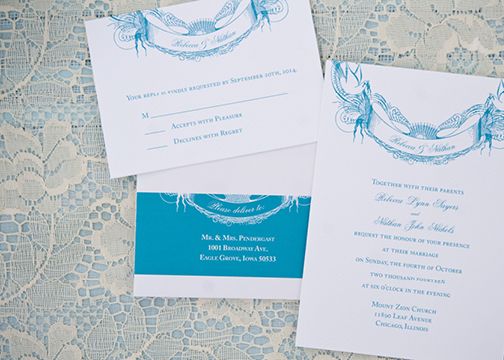 Rebecca & Nathan
Your reply is kindly requested by September 20th, 2014.
M
Accepts with Pleasure
Declines with Regret
Please deliver to:
Mr. & Mrs. Pendergast
1001 Broadway Ave,
Eagle Grove, Iowa 50533
Rebecca & Nathan
Together with their parents
Rebecca Lynn Sayers
and
Nathan John Nichols
request the honour of your presence
at their marriage
on Sunday, the Fourth of October
two thousand fourteen
at six o'clock in the evening
Mount Zion Church
11890 Leaf Avenue
Chicago, Illinois